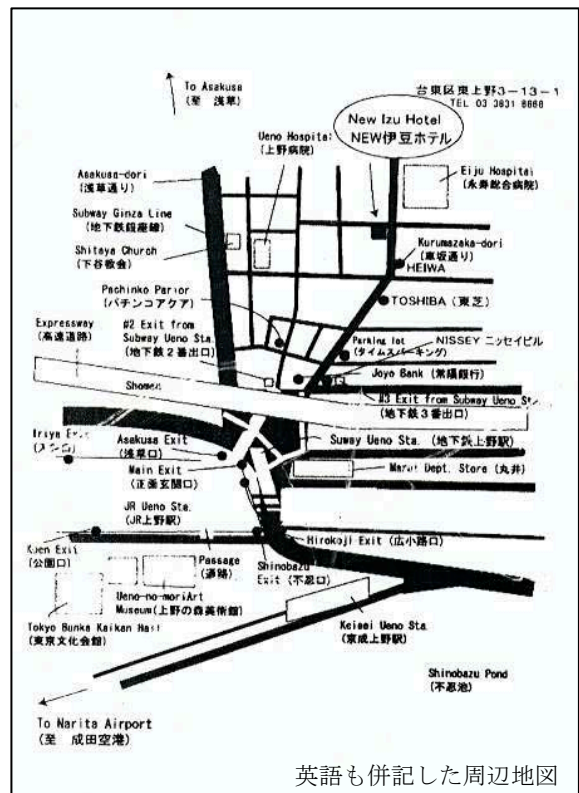 To Asakusa
(至 浅草)
台東区東上野3-13-1
TEL 03 3831 8666
New Izu Hotel
NEW伊豆ホテル
Ueno Hospital
(上野病院)
Eiju Hospital
(永寿総合病院)
Asakusa-dori
(浅草通り)
Subway Ginza Line
(地下鉄銀座線)
Shitaya Church
(下谷教会)
Kurumazaka-dori
(車坂通り)
HEIWA
Pachinko Parlor
(パチンコアクア)
TOSHIBA (東芝)
Expressway
(高速道路)
#2 Exit from
Subway Ueno Sta.
(地下鉄2番出口)
Parking lot
(タイムズパーキング)
NISSEY ニッセイビル
Joyo Bank (常陽銀行)
Showa
#3 Exit from Subway Ueno Sta
(地下鉄3番出口)
Asakusa Exit
(浅草口)
Suway Ueno Sta. (地下鉄上野駅)
Main Exit
(正面玄関口)
Marui Dept. Store (丸井)
JR Ueno Sta.
(JR上野駅)
Hirokoji Exit (広小路口)
Koen Exit
(公園口)
Passage
(通路)
Shinobazu
Exit (不忍口)
Ueno-no-moriArt
Museum(上野の森美術館)
Tokyo Bunka Kaikan Hall
(東京文化会館)
Keisei Ueno Sta.
(京成上野駅)
Shinobazu Pond
(不忍池)
To Narita Airport
(至 成田空港)
英語も併記した周辺地図